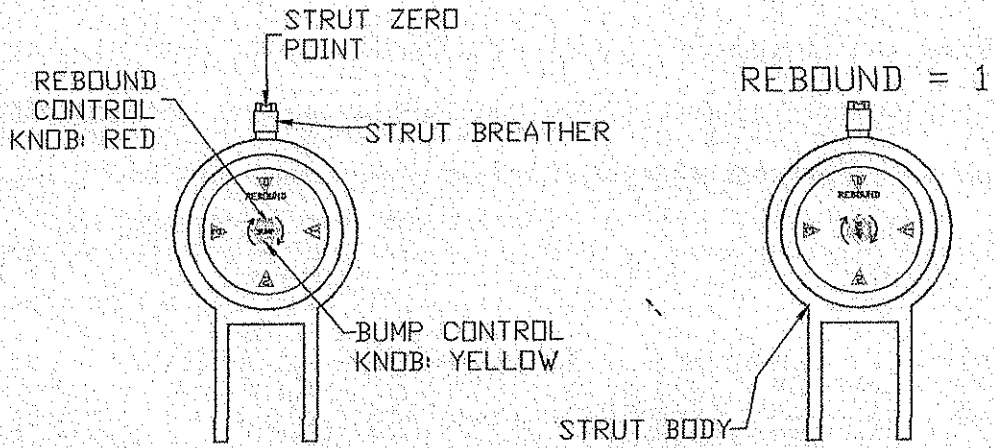 STRUT ZERO
POINT
REBOUND
CONTROL
KNOB: RED
STRUT BREATHER
REBOUND = 1
REBOUND
REBOUND
BUMP CONTROL
KNOB: YELLOW
STRUT BODY